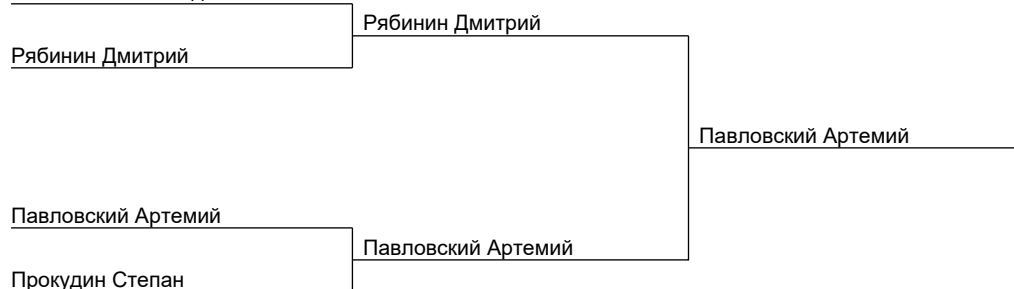 Рябинин Дмитрий
Рябинин Дмитрий
Павловский Артемий
Павловский Артемий
Павловский Артемий
Прокудин Степан